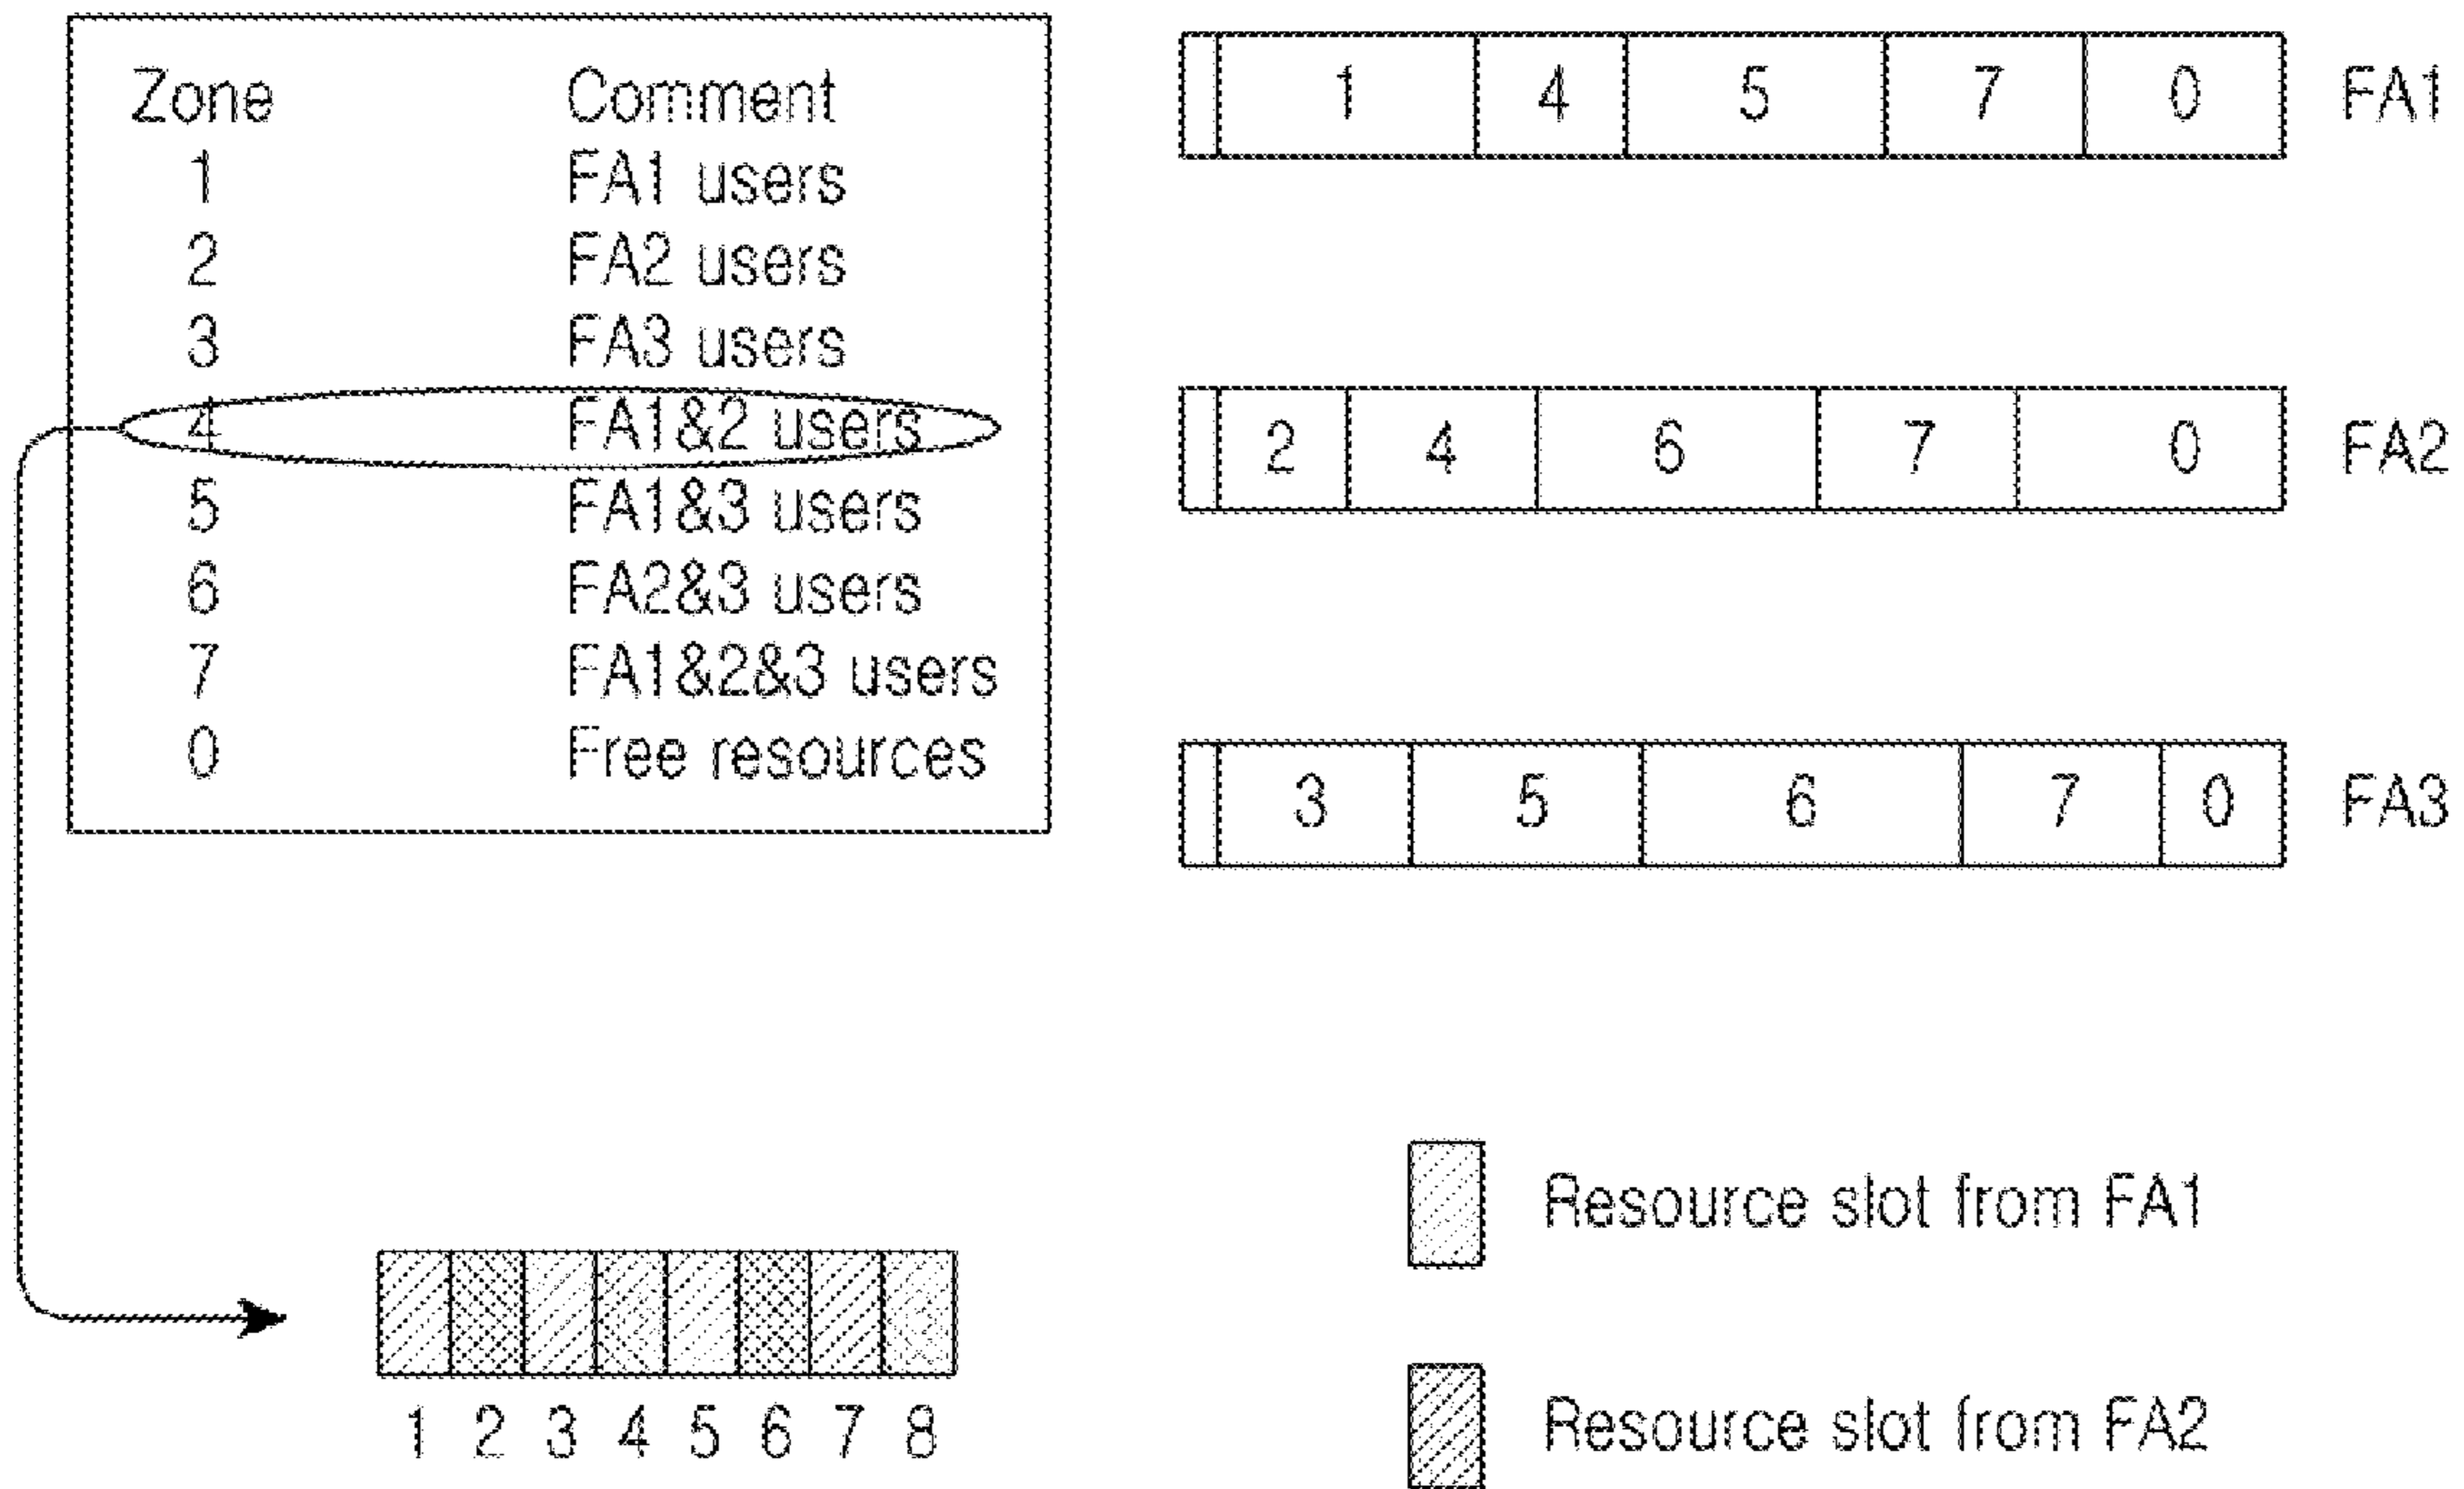 Zone Comment
1 FA1 users
2 FA2 users
3 FA3 users
4 FA1&2 users
5 FA1&3 users
6 FA2&3 users
7 FA1&2&3 users
0 Free resources
1 4 5 7 0 FA1
2 4 6 7 0 FA2
3 5 6 7 0 FA3
1 2 3 4 5 6 7 8
Resource slot from FA1
Resource slot from FA2